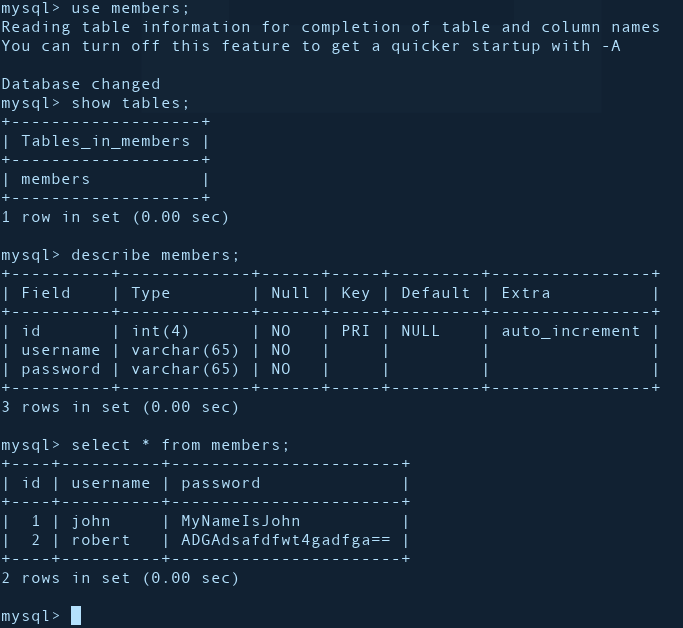 mysql> use members;
Reading table information for completion of table and column names
You can turn off this feature to get a quicker startup with -A

Database changed
mysql> show tables;
+-------------------+
| Tables_in_members |
+-------------------+
| members           |
+-------------------+
1 row in set (0.00 sec)

mysql> describe members;
+----------+-------------+------+-----+---------+----------------+
| Field    | Type        | Null | Key | Default | Extra          |
+----------+-------------+------+-----+---------+----------------+
| id       | int(4)      | NO   | PRI | NULL    | auto_increment |
| username | varchar(65) | NO   |     |         |                |
| password | varchar(65) | NO   |     |         |                |
+----------+-------------+------+-----+---------+----------------+
3 rows in set (0.00 sec)

mysql> select * from members;
+----+----------+-----------------------+
| id | username | password              |
+----+----------+-----------------------+
|  1 | john     | MyNameIsJohn          |
|  2 | robert   | ADGAdsafdfwt4gadfga== |
+----+----------+-----------------------+
2 rows in set (0.00 sec)

mysql>